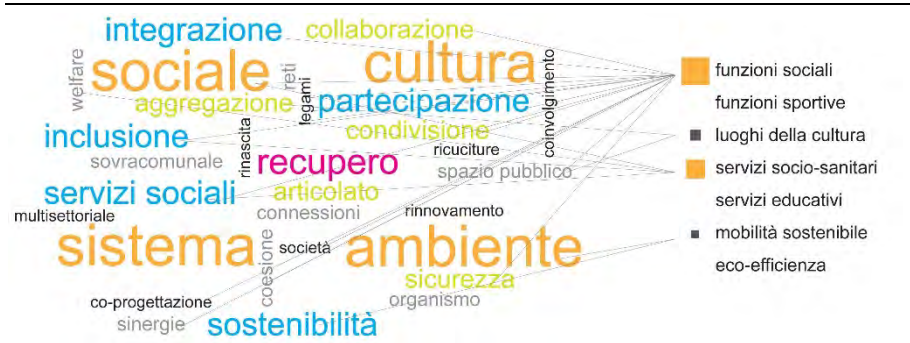 integrazione
collaborazione
welfare
sociale
reti
cultura
coinvolgimento
aggregazione
legami
partecipazione
inclusione
rinascita
condivisione
sovracomunale
recupero
ricuciture
spazio pubblico
servizi sociali
articolato
multisettoriale
connessioni
rinnovamento
sistema
coesione
società
ambiente
sicurezza
co-progettazione
organismo
sinergie
sostenibilità
funzioni sociali
funzioni sportive
luoghi della cultura
servizi socio-sanitari
servizi educativi
mobilità sostenibile
eco-efficienza